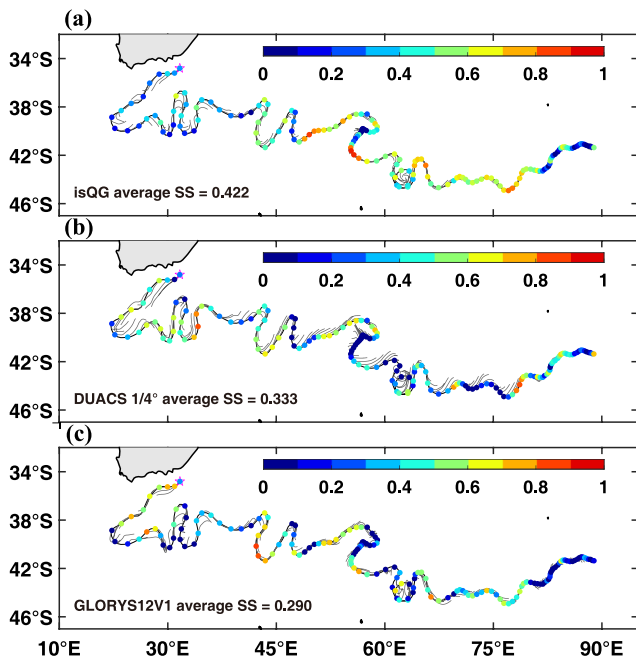 (a)
34°S
38°S
42°S
46°S
0 0.2 0.4 0.6 0.8 1
isQG average SS = 0.422
(b)
34°S
38°S
42°S
46°S
0 0.2 0.4 0.6 0.8 1
DUACS 1/4° average SS = 0.333
(c)
34°S
38°S
42°S
46°S
0 0.2 0.4 0.6 0.8 1
GLORYS12V1 average SS = 0.290
10°E 30°E 45°E 60°E 75°E 90°E